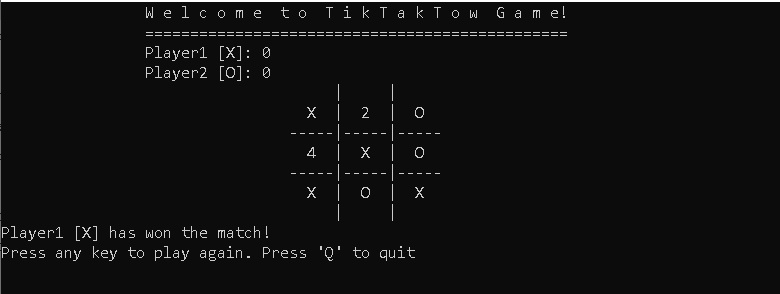 W e l c o m e  t o  T i k T a k T o w  G a m e!
===============================================
Player1 [X]: 0
Player2 [O]: 0
     |     |
  X  |  2  |  O
-----|-----|-----
  4  |  X  |  O
-----|-----|-----
  X  |  O  |  X
     |     |
Player1 [X] has won the match!
Press any key to play again. Press 'Q' to quit